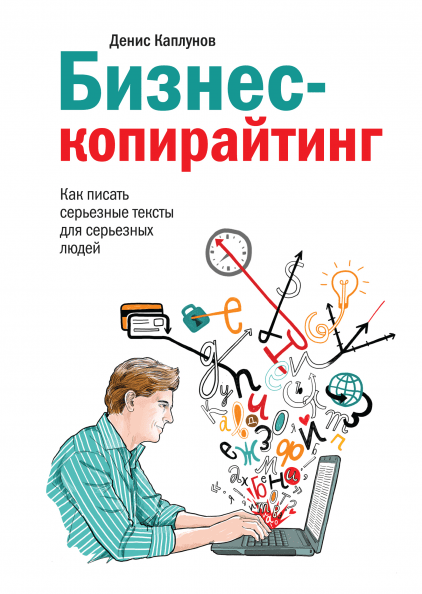 Денис Каплунов
Бизнес-
копирайтинг
Как писать
серьезные тексты
для серьезных
людей